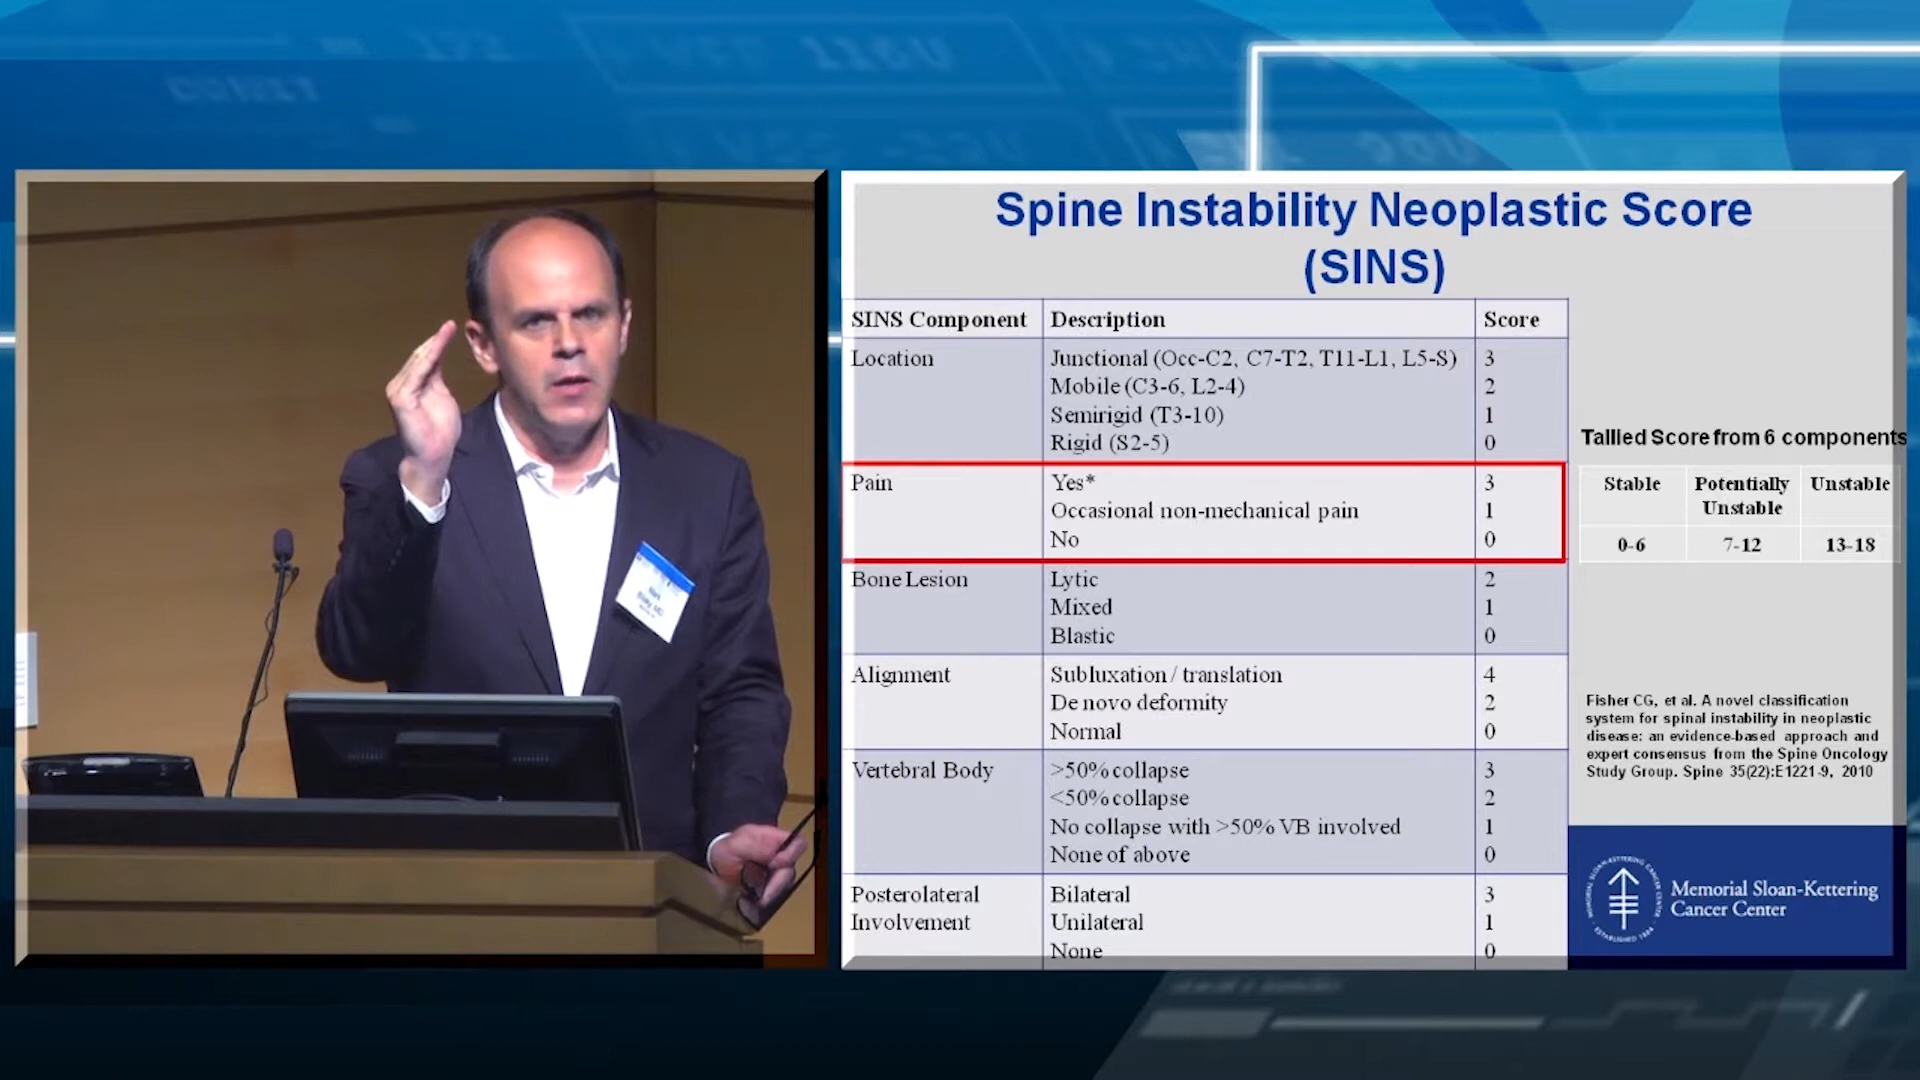 Spine Instability Neoplastic Score
(SINS)
SINS Component Description Score
Location Junctional (Occ-C2, C7-T2, T11-L1, L5-S) 3
Mobile (C3-6, L2-4) 2
Semirigid (T3-10) 1
Rigid (S2-5) 0
Pain Yes* 3
Occasional non-mechanical pain 1
No 0
Bone Lesion Lytic 2
Mixed 1
Blastic 0
Alignment Subluxation / translation 4
De novo deformity 2
Normal 0
Vertebral Body >50% collapse 3
<50% collapse 2
No collapse with >50% VB involved 1
None of above 0
Posterolateral Bilateral 3
Involvement Unilateral 1
None 0
Tallied Score from 6 components
Stable Potentially Unstable
Unstable
0-6 7-12 13-18
Fisher CG, et al. A novel classification
system for spinal instability in neoplastic
disease: an evidence-based approach and
expert consensus from the Spine Oncology
Study Group. Spine 35(22):E1221-9, 2010
Memorial Sloan-Kettering
Cancer Center